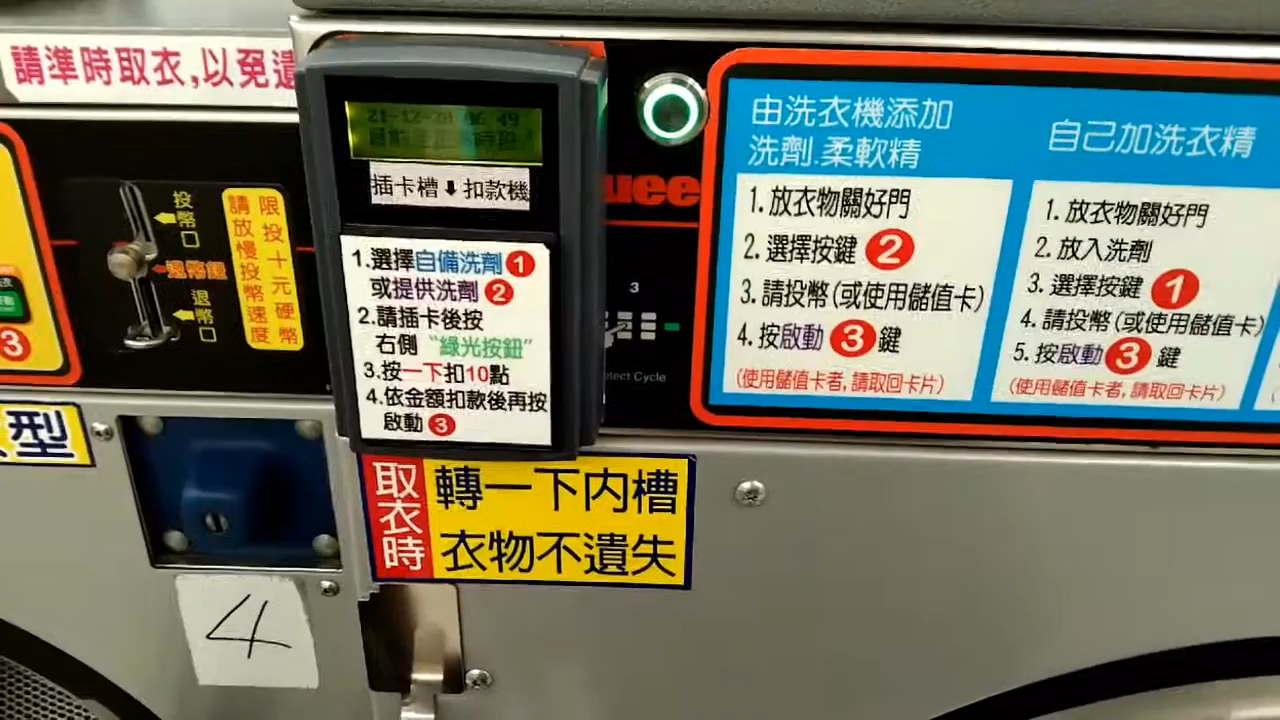 請準時取衣,以免遺
21-12-20 06 49
插卡槽⬇扣款機
1.選擇自備洗劑1
或提供洗劑2
2.請插卡後按
右側“綠光按鈕”
3.按一下扣10點
4.依金額扣款後再按
啟動3
投幣口
退幣鈕
退幣口
限投十元硬幣
請放慢投幣速度
3
型
4
取衣時
轉一下內槽
衣物不遺失
uee
3
elect Cycle
由洗衣機添加
洗劑.柔軟精
1.放衣物關好門
2.選擇按鍵2
3.請投幣(或使用儲值卡)
4.按啟動3鍵
(使用儲值卡者,請取回卡片)
自己加洗衣精
1.放衣物關好門
2.放入洗劑
3.選擇按鍵1
4.請投幣(或使用儲值卡)
5.按啟動3鍵
(使用儲值卡者,請取回卡片)